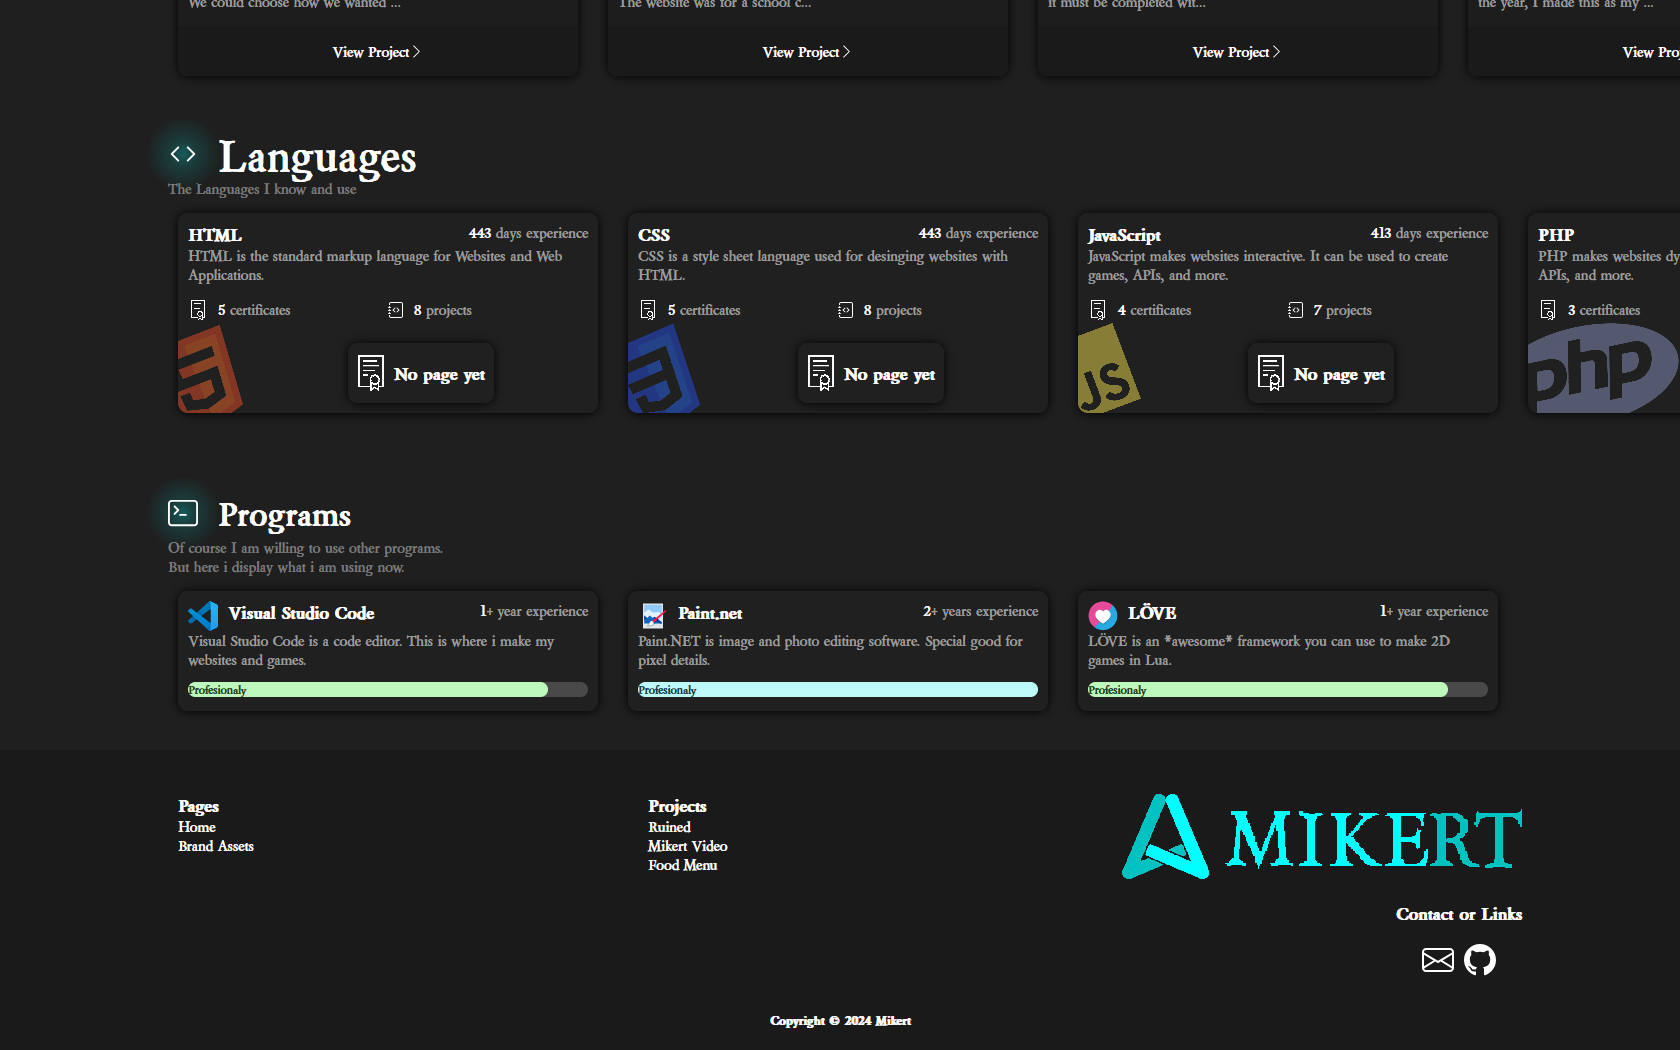 We could choose how we wanted ...
The website was for a school c...
it must be completed wit...
the year, I made this as my ...
View Project
View Project
View Project
View Pro
Languages
The Languages I know and use
HTML
443 days experience
HTML is the standard markup language for Websites and Web
Applications.
5 certificates
8 projects
No page yet
CSS
443 days experience
CSS is a style sheet language used for desinging websites with
HTML.
5 certificates
8 projects
No page yet
JavaScript
413 days experience
JavaScript makes websites interactive. It can be used to create
games, APIs, and more.
4 certificates
7 projects
JS
No page yet
PHP
PHP makes websites dy
APIs, and more.
3 certificates
php
Programs
Of course I am willing to use other programs.
But here i display what i am using now.
Visual Studio Code
1+ year experience
Visual Studio Code is a code editor. This is where i make my
websites and games.
Profesionaly
Paint.net
2+ years experience
Paint.NET is image and photo editing software. Special good for
pixel details.
Profesionaly
LÖVE
1+ year experience
LÖVE is an *awesome* framework you can use to make 2D
games in Lua.
Profesionaly
Pages
Home
Brand Assets
Projects
Ruined
Mikert Video
Food Menu
MIKERT
Contact or Links
Copyright © 2024 Mikert